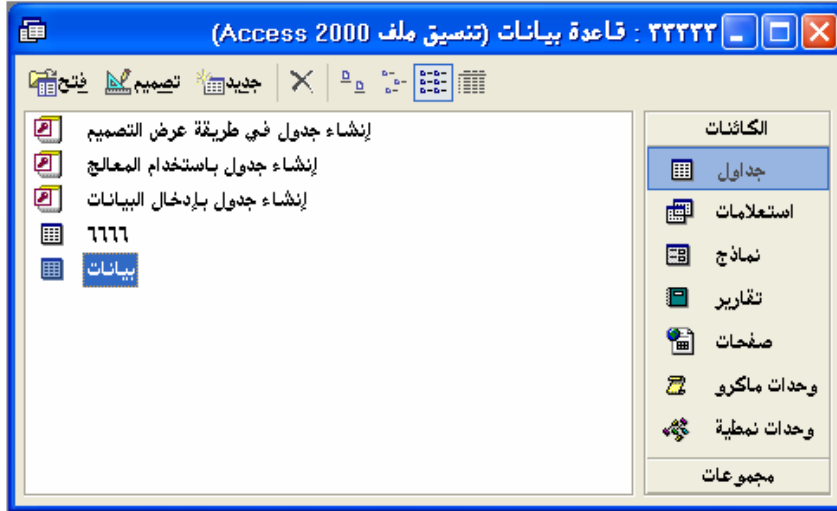 ٣٣٣٣٣ : قاعدة بيانات (تنسيق ملف Access 2000)
فتح تصميم جديد
الكائنات
جداول
استعلامات
نماذج
تقارير
صفحات
وحدات ماكرو
وحدات نمطية
مجموعات
إنشاء جدول في طريقة عرض التصميم
إنشاء جدول باستخدام المعالج
إنشاء جدول بإدخال البيانات
٦٦٦٦
بيانات